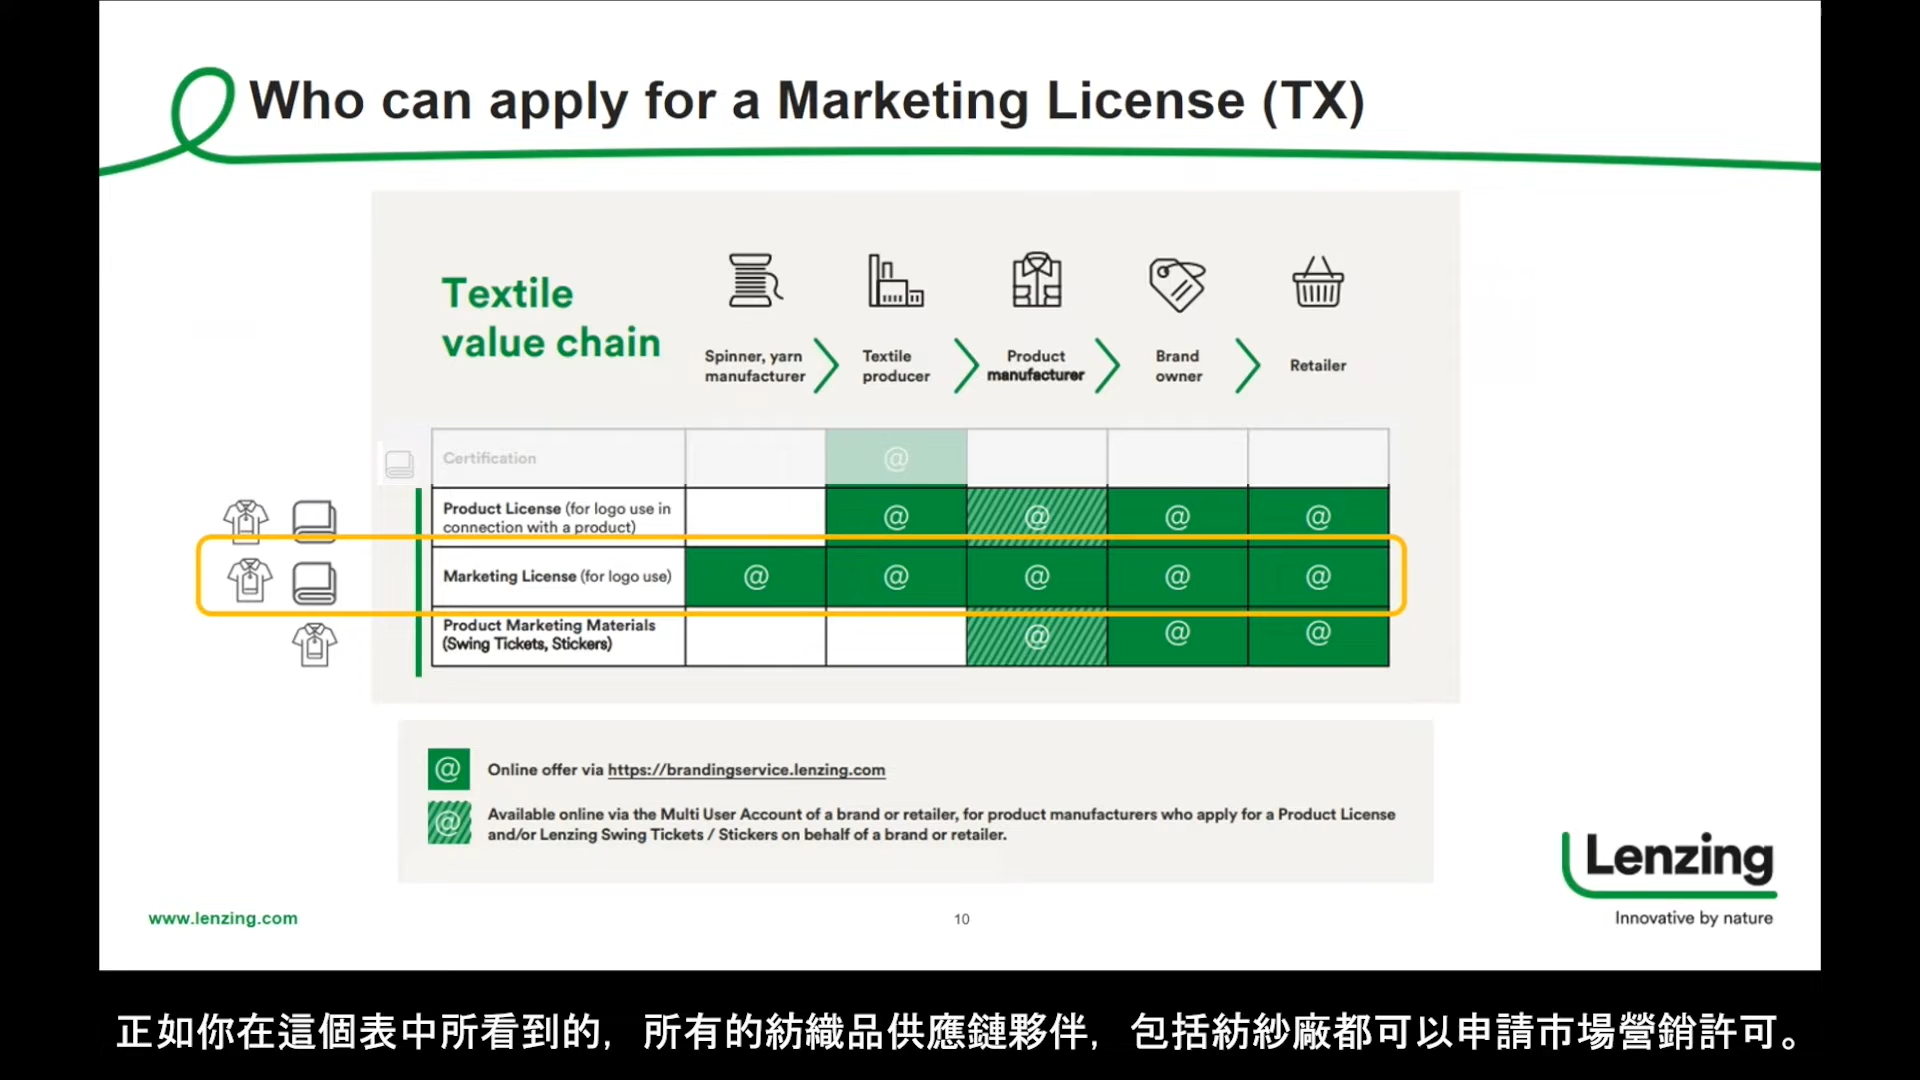 Who can apply for a Marketing License (TX)
Textile
value chain
Spinner, yarn
manufacturer
Textile
producer
Product
manufacturer
Brand
owner
Retailer
Certification
@
Product License (for logo use in
connection with a product)
@ @ @ @
Marketing License (for logo use)
@ @ @ @ @
Product Marketing Materials
(Swing Tickets, Stickers)
@ @ @
@ Online offer via https://brandingservice.lenzing.com
@ Available online via the Multi User Account of a brand or retailer, for product manufacturers who apply for a Product License
and/or Lenzing Swing Tickets / Stickers on behalf of a brand or retailer.
Lenzing
Innovative by nature
www.lenzing.com
10
正如你在這個表中所看到的, 所有的紡織品供應鏈夥伴, 包括紡紗廠都可以申請市場營銷許可。